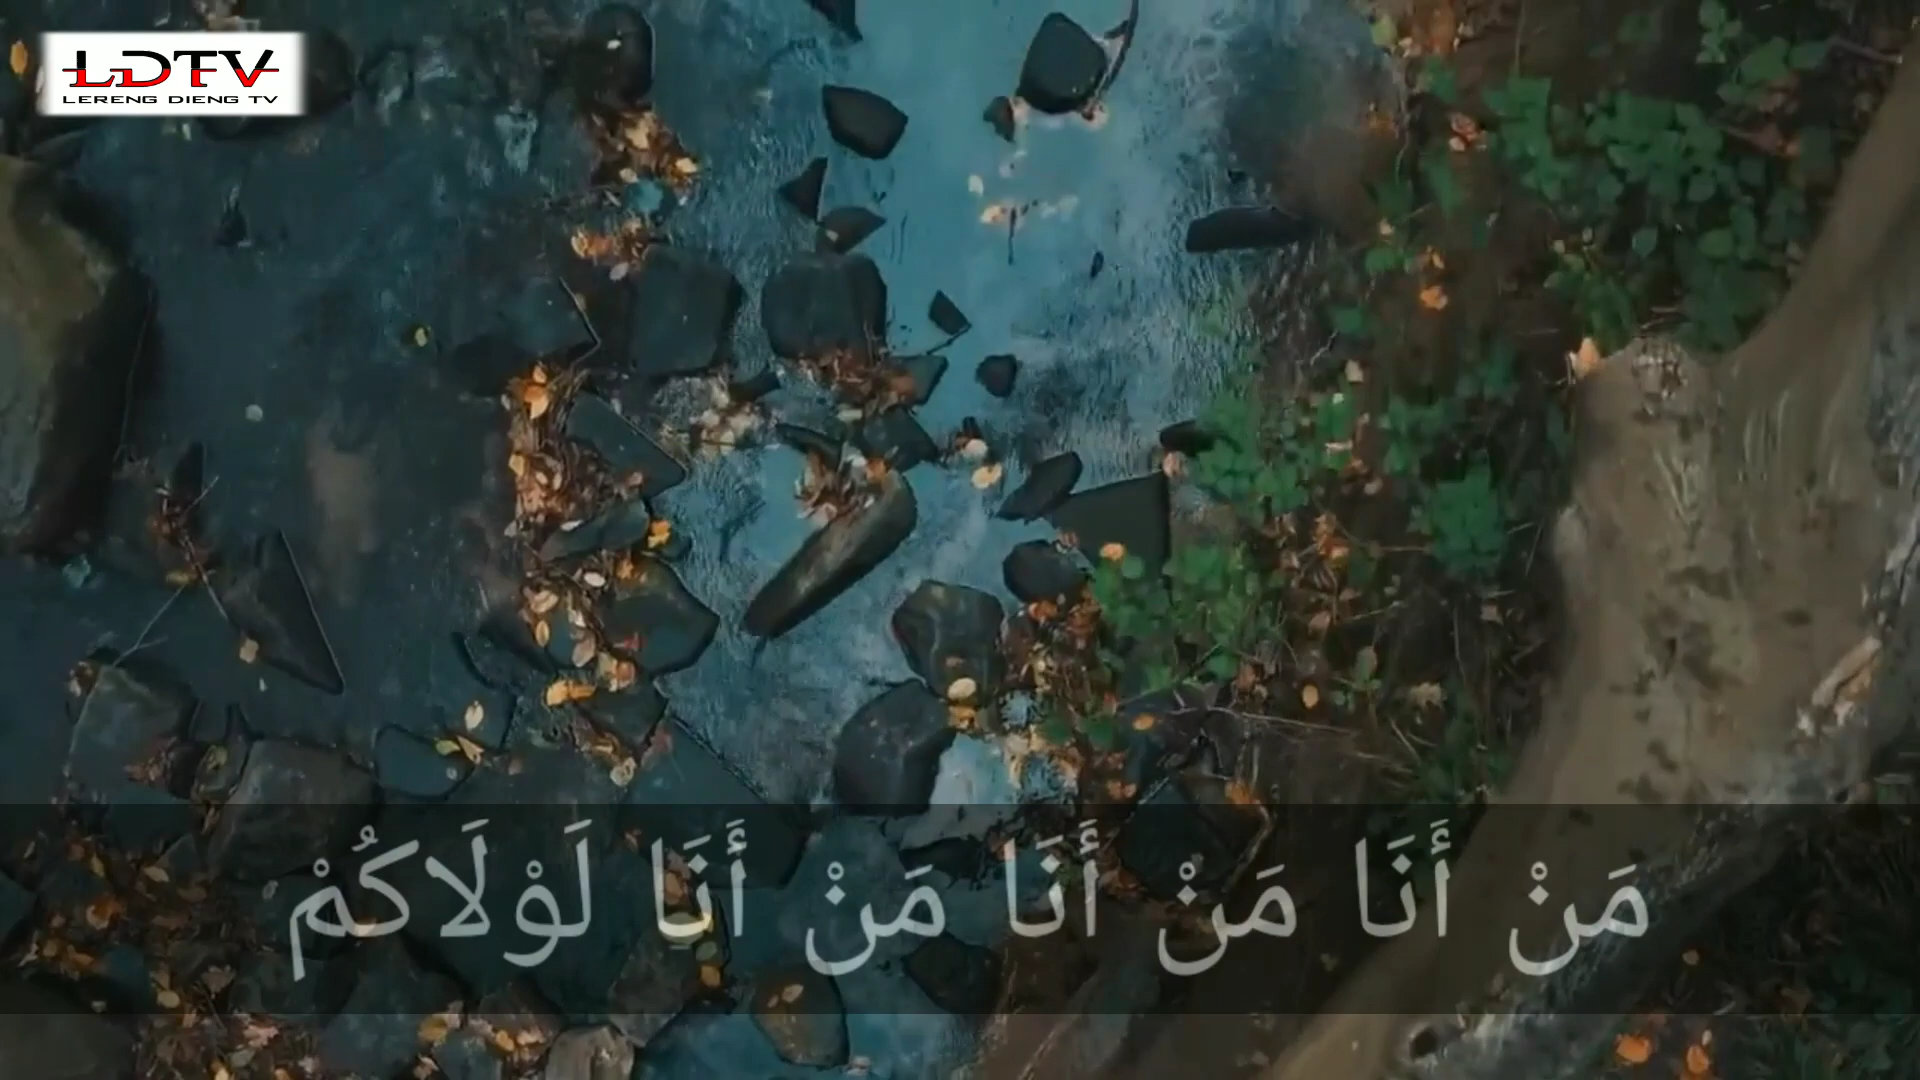 LDTV
LERENG DIENG TV
مَنْ أَنَا مَنْ أَنَا مَنْ أَنَا لَوْلَاكُمْ